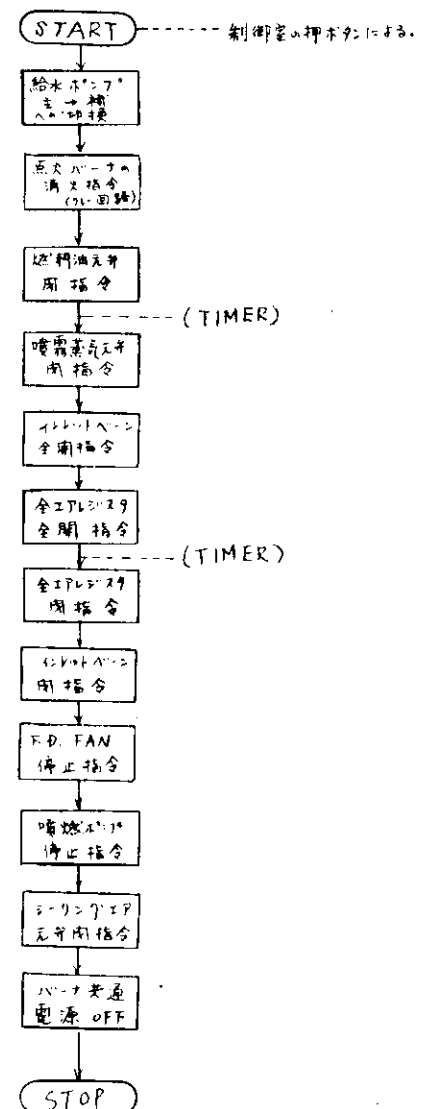 START
制御室の押ボタンによる.
給水ポンプ
主→補
への切換
点火バーナの
消火指令
(リレー回路)
燃料油元弁
閉指令
(TIMER)
噴霧蒸気元弁
閉指令
インレットベーン
全開指令
全エアレジスタ
全開指令
(TIMER)
全エアレジスタ
閉指令
インレットベーン
閉指令
F.D. FAN
停止指令
噴燃ポンプ
停止指令
シーリングエア
元弁閉指令
バーナ共通
電源 OFF
STOP